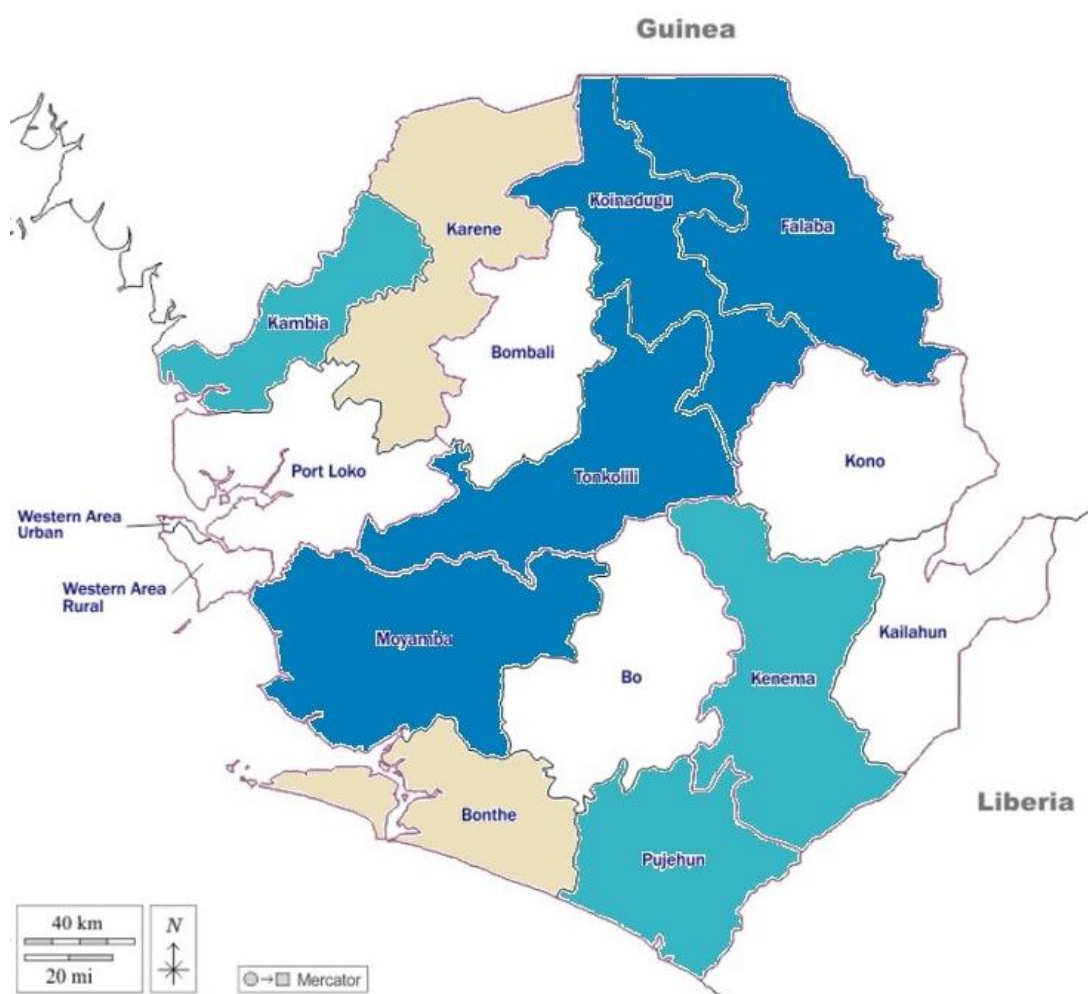 Guinea
Koinadugu
Karene
Falaba
Kambia
Bombali
Port Loko
Kono
Tonkolili
Western Area
Urban
Western Area
Rural
Moyamba
Kailahun
Bo
Kenema
Liberia
Bonthe
Pujehun
40 km
20 mi
N
Mercator